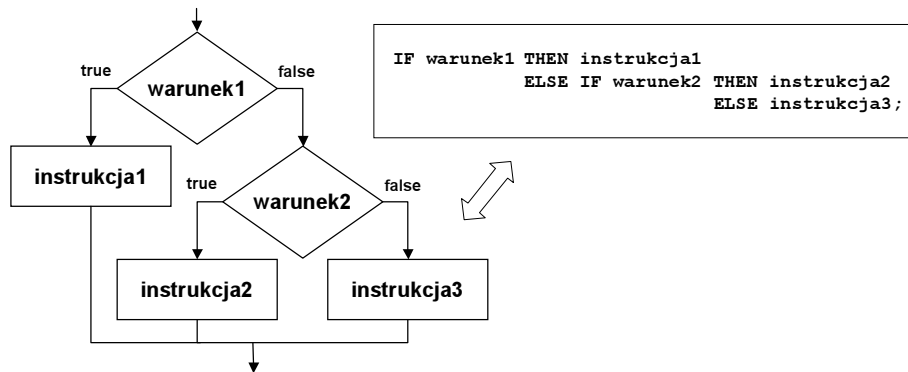 true
false
warunek1
instrukcja1
true
false
warunek2
instrukcja2
instrukcja3
IF warunek1 THEN instrukcja1
ELSE IF warunek2 THEN instrukcja2
ELSE instrukcja3;